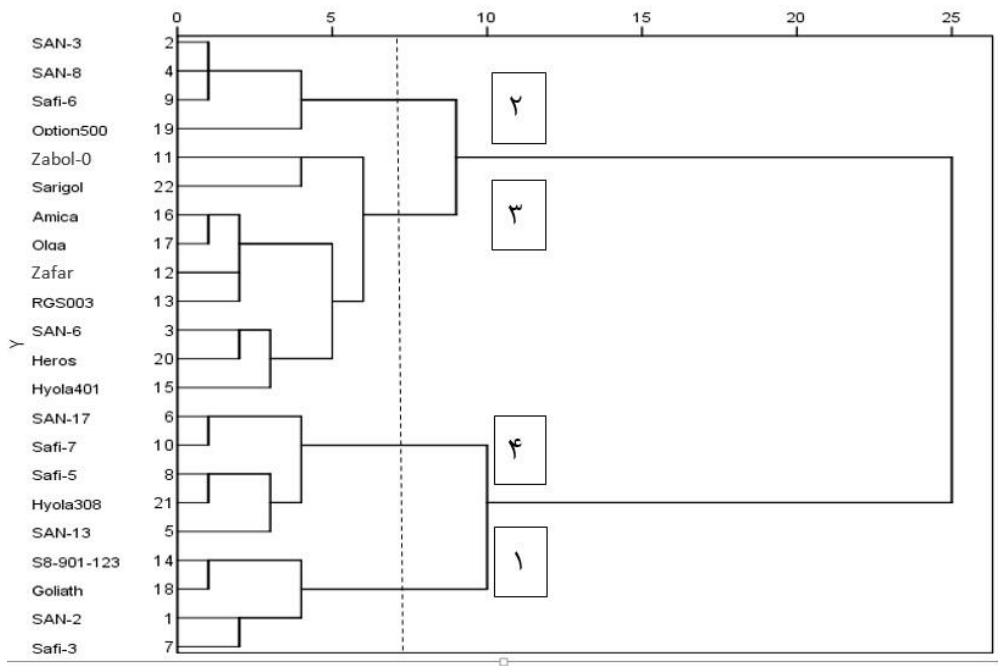 0 5 10 15 20 25
SAN-3 2
SAN-8 4
Safi-6 9
Option500 19
Zabol-0 11
Sarigol 22
Amica 16
Olga 17
Zafar 12
RGS003 13
SAN-6 3
Heros 20
Hyola401 15
SAN-17 6
Safi-7 10
Safi-5 8
Hyola308 21
SAN-13 5
S8-901-123 14
Goliath 18
SAN-2 1
Safi-3 7
Y
۲
۳
۴
۱